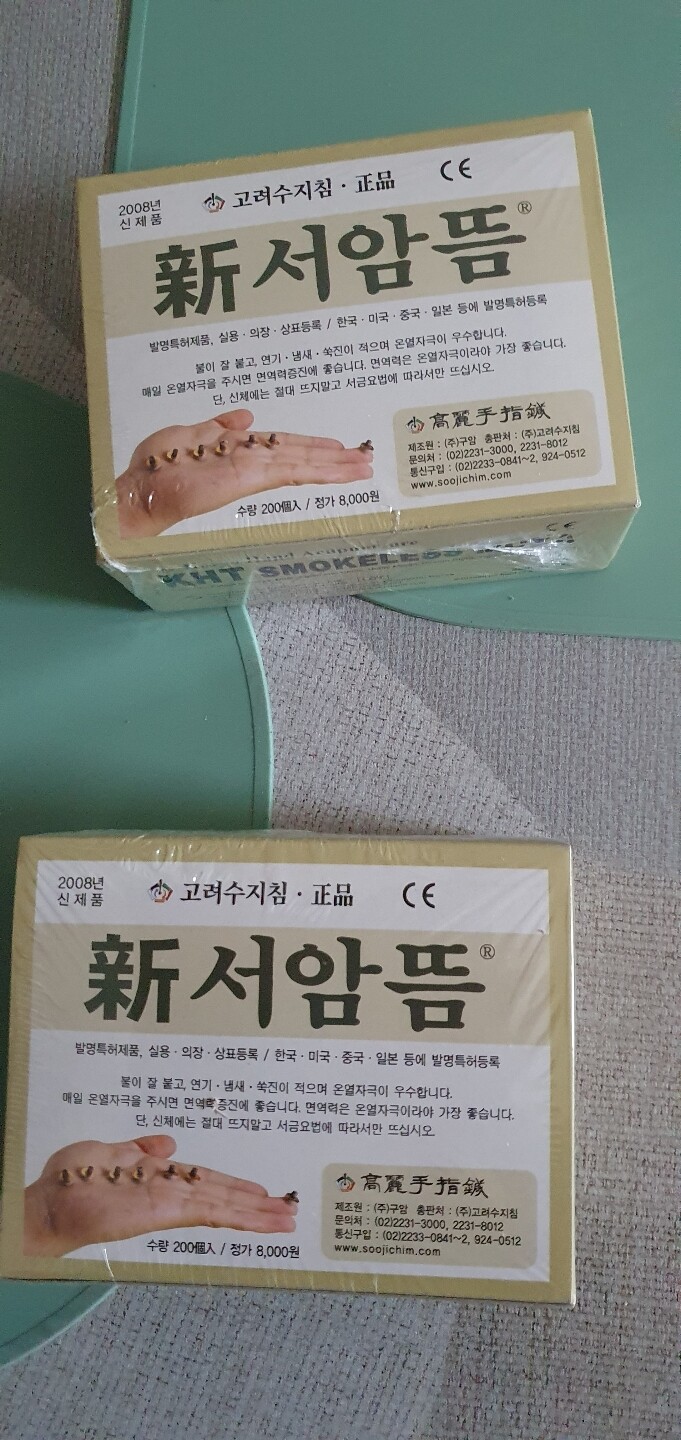 2008년
신제품
고려수지침 · 正品
CE
新서암뜸®
발명특허제품, 실용 · 의장 · 상표등록 / 한국 · 미국 · 중국 · 일본 등에 발명특허등록
불이 잘 붙고, 연기 · 냄새 · 쑥진이 적으며 온열자극이 우수합니다.
매일 온열자극을 주시면 면역력증진에 좋습니다. 면역력은 온열자극이라야 가장 좋습니다.
단, 신체에는 절대 뜨지말고 서금요법에 따라서만 뜨십시오.
高麗手指鍼
제조원 : (주)구암 총판처 : (주)고려수지침
문의처 : (02)2231-3000, 2231-8012
통신구입 : (02)2233-0841~2, 924-0512
www.soojichim.com
수량 200個入 / 정가 8,000원
CE
Hand Acupuncture
KHT SMOKELESS MOXA
2008년
신제품
고려수지침 · 正品
CE
新서암뜸®
발명특허제품, 실용 · 의장 · 상표등록 / 한국 · 미국 · 중국 · 일본 등에 발명특허등록
불이 잘 붙고, 연기 · 냄새 · 쑥진이 적으며 온열자극이 우수합니다.
매일 온열자극을 주시면 면역력증진에 좋습니다. 면역력은 온열자극이라야 가장 좋습니다.
단, 신체에는 절대 뜨지말고 서금요법에 따라서만 뜨십시오.
高麗手指鍼
제조원 : (주)구암 총판처 : (주)고려수지침
문의처 : (02)2231-3000, 2231-8012
통신구입 : (02)2233-0841~2, 924-0512
www.soojichim.com
수량 200個入 / 정가 8,000원